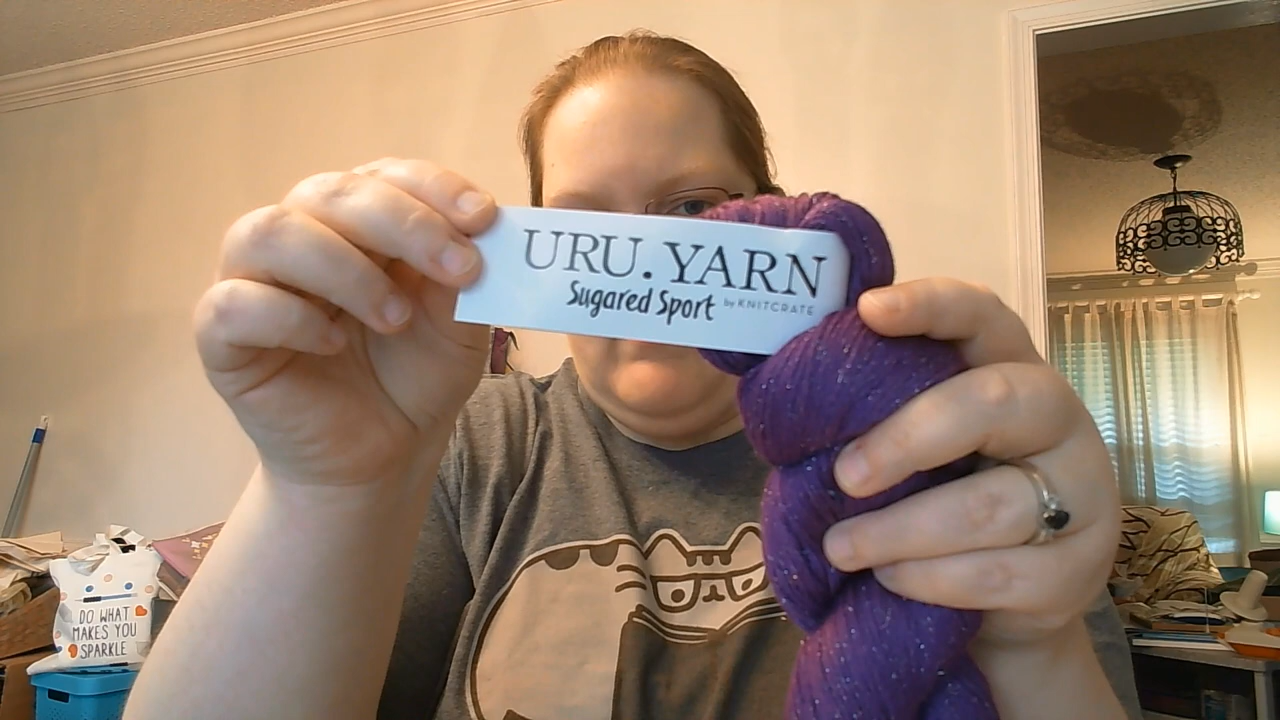 URU.YARN
Sugared Sport by KNITCRATE
DO WHAT
MAKES YOU
SPARKLE